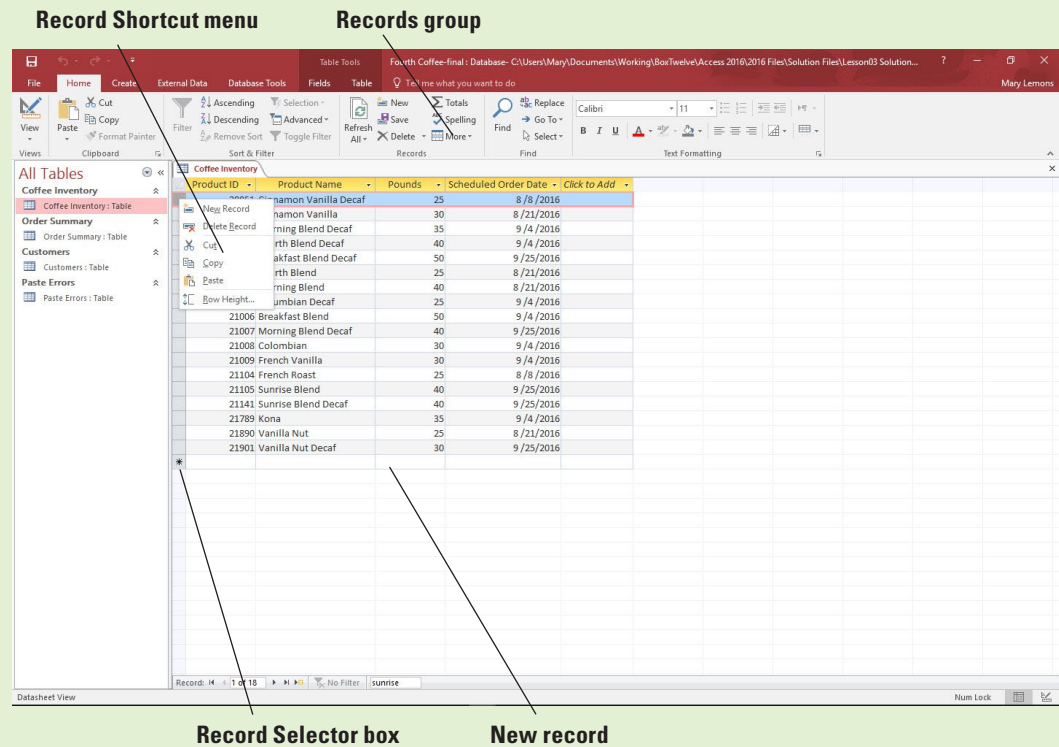 Record Shortcut menu Records group
Table Tools Fourth Coffee-final : Database- C:\Users\Mary\Documents\Working\BoxTwelve\Access 2016\2016 Files\Solution Files\Lesson03 Solution... ?
File Home Create External Data Database Tools Fields Table Tell me what you want to do Mary Lemons
Cut Ascending Selection New Totals Replace Calibri 11
View Paste Copy Filter Descending Advanced Refresh All Save Spelling Find Go To
Format Painter Remove Sort Toggle Filter Delete More Select B I U A
Views Clipboard Sort & Filter Records Find Text Formatting
All Tables
Coffee Inventory
Coffee Inventory : Table
Order Summary
Order Summary : Table
Customers
Customers : Table
Paste Errors
Paste Errors : Table
Coffee Inventory
Product ID Product Name Pounds Scheduled Order Date Click to Add
namon Vanilla Decaf 25 8 /8 /2016
namon Vanilla 30 8 /21/2016
rning Blend Decaf 35 9 /4 /2016
rth Blend Decaf 40 9 /4 /2016
akfast Blend Decaf 50 9 /25/2016
rth Blend 25 8 /21/2016
rning Blend 40 8 /21/2016
umbian Decaf 25 9 /4 /2016
21006 Breakfast Blend 50 9 /4 /2016
21007 Morning Blend Decaf 40 9 /25/2016
21008 Colombian 30 9 /4 /2016
21009 French Vanilla 30 9 /4 /2016
21104 French Roast 25 8 /8 /2016
21105 Sunrise Blend 40 9 /25/2016
21141 Sunrise Blend Decaf 40 9 /25/2016
21789 Kona 35 9 /4 /2016
21890 Vanilla Nut 25 8 /21/2016
21901 Vanilla Nut Decaf 30 9 /25/2016
New Record
Delete Record
Cut
Copy
Paste
Row Height...
Record: 1 of 18 No Filter sunrise
Datasheet View Num Lock
Record Selector box New record